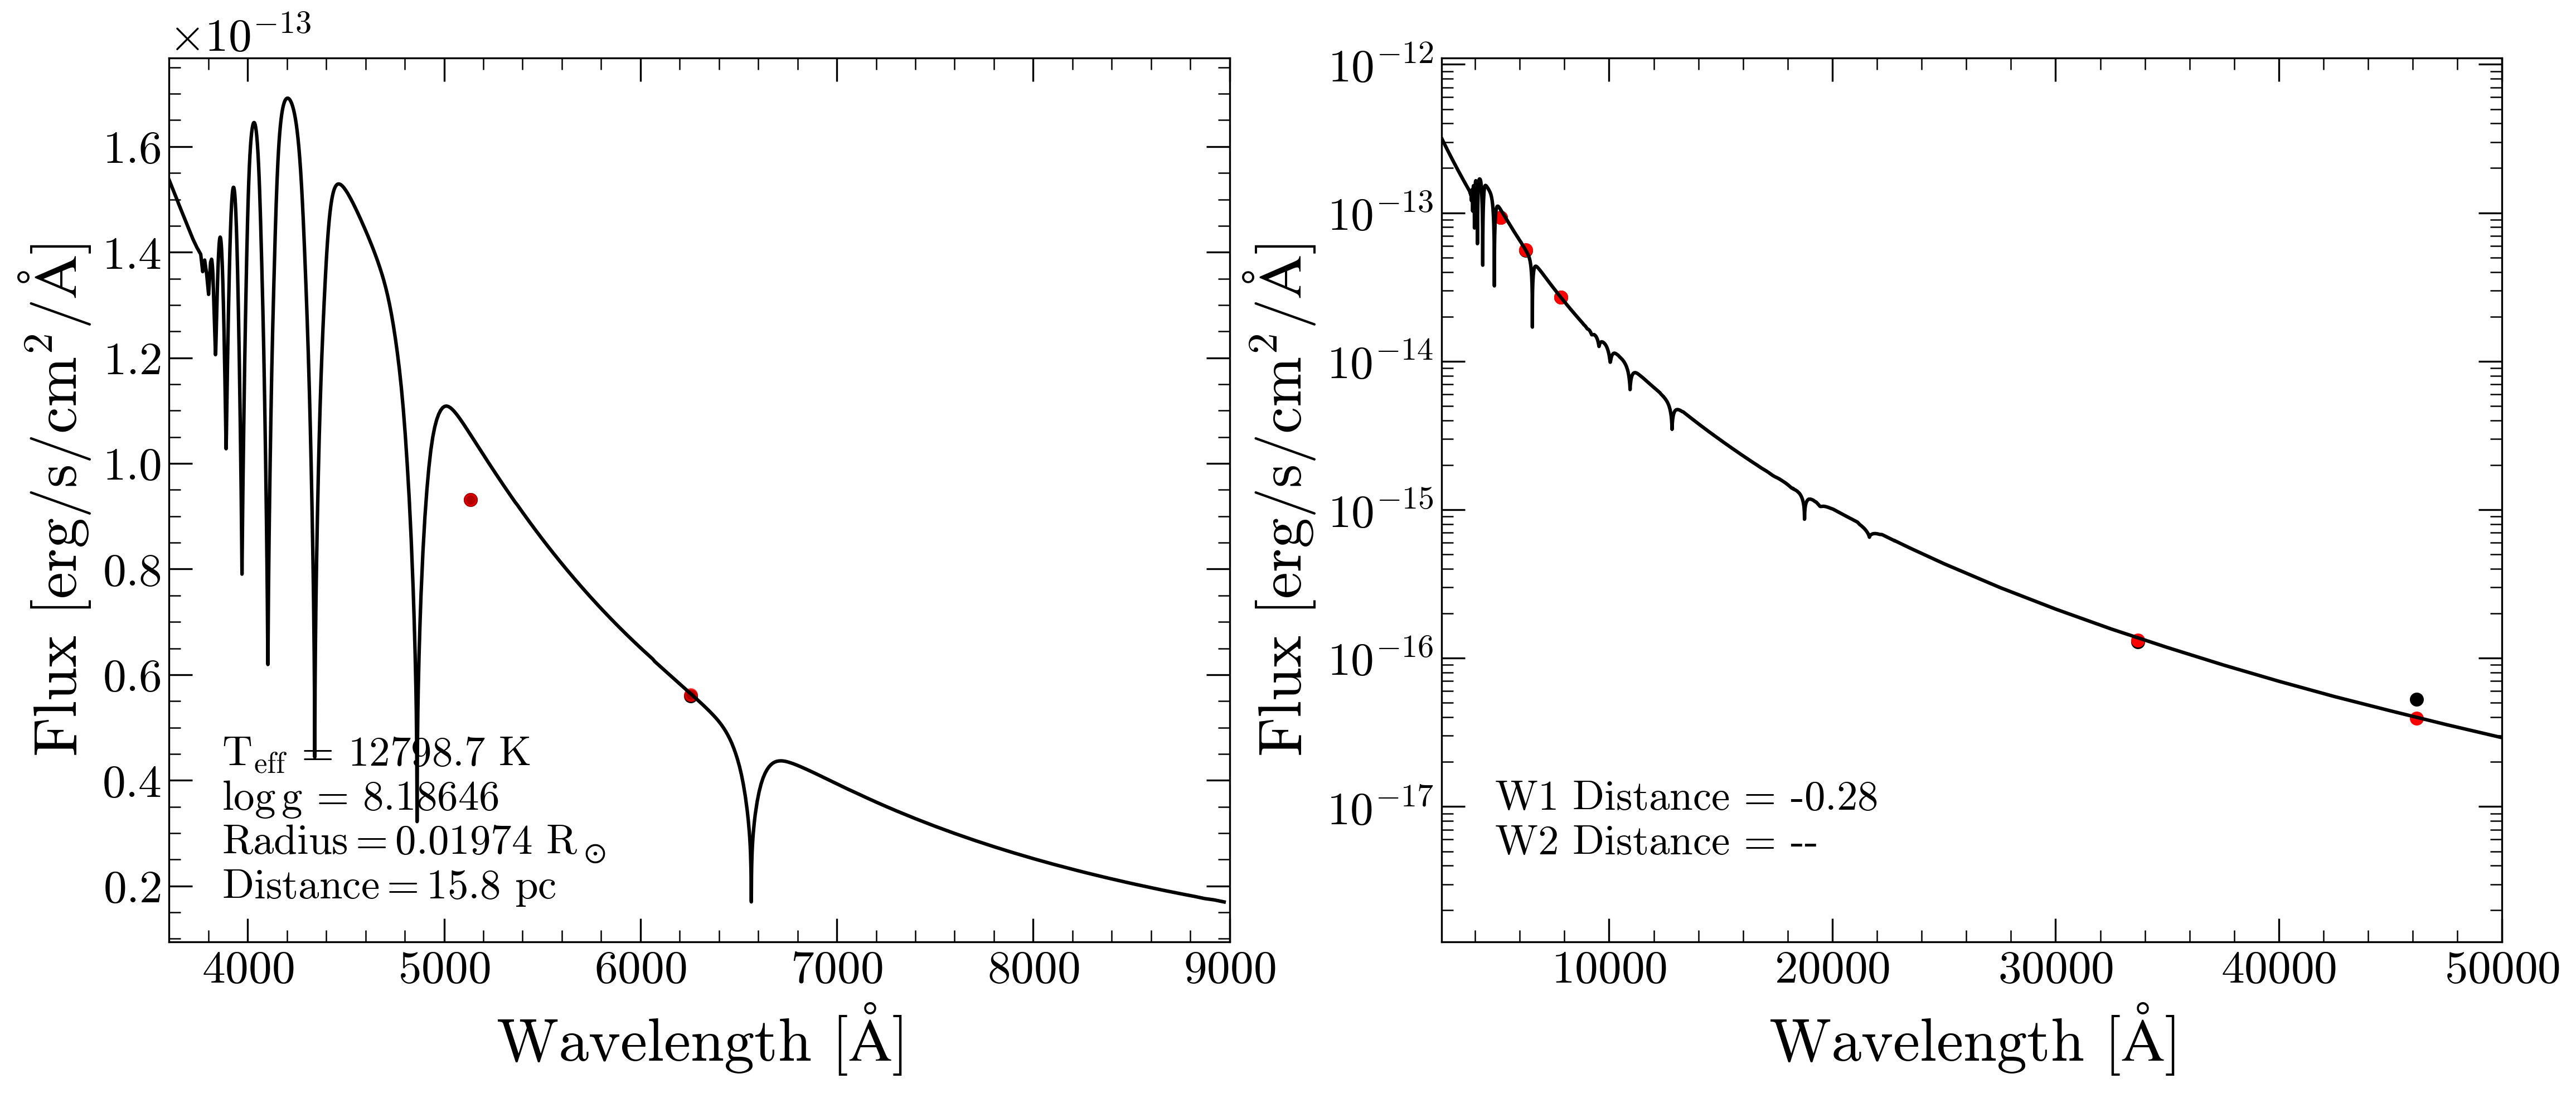 ×10⁻¹³
1.6
1.4
1.2
1.0
0.8
0.6
0.4
0.2
Flux [erg/s/cm²/Å]
T_eff = 12798.7 K
log g = 8.18646
Radius = 0.01974 R_⊙
Distance = 15.8 pc
4000 5000 6000 7000 8000 9000
Wavelength [Å]
10⁻¹²
10⁻¹³
10⁻¹⁴
10⁻¹⁵
10⁻¹⁶
10⁻¹⁷
Flux [erg/s/cm²/Å]
W1 Distance = -0.28
W2 Distance = --
10000 20000 30000 40000 50000
Wavelength [Å]